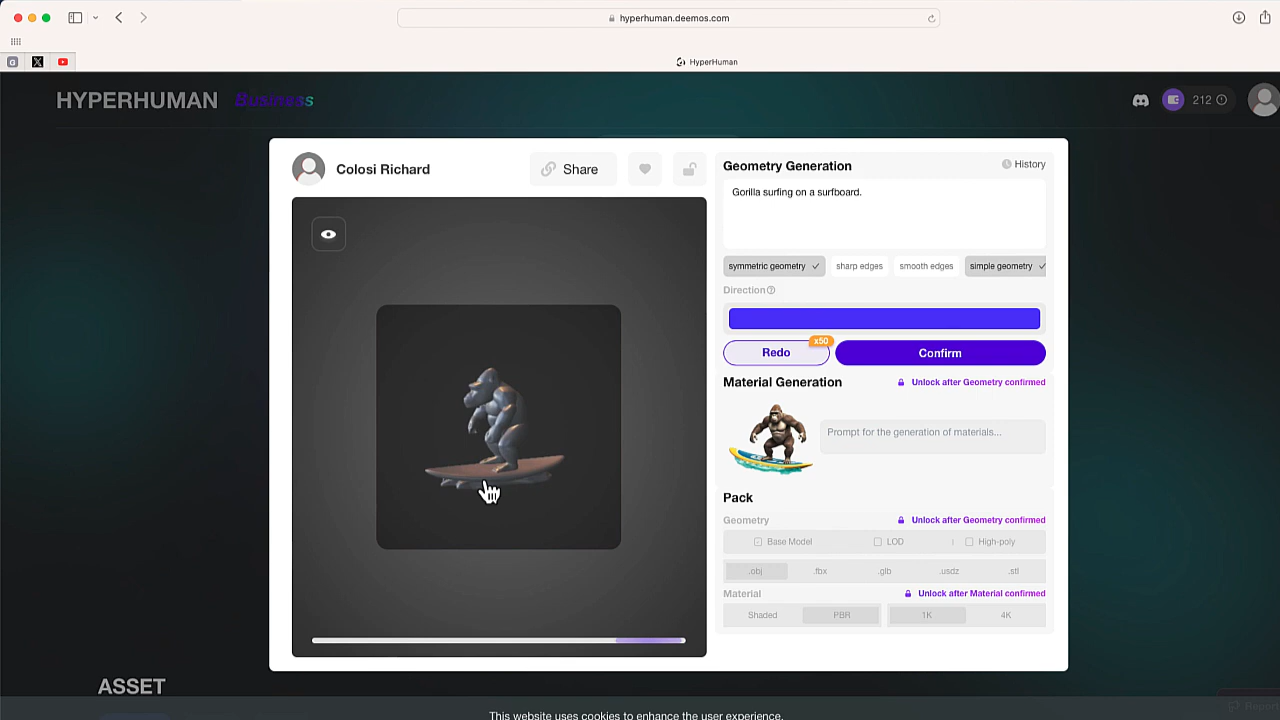 hyperhuman.deemos.com
G
X
HyperHuman
HYPERHUMAN Business
212
Colosi Richard
Share
Geometry Generation
History
Gorilla surfing on a surfboard.
symmetric geometry
sharp edges
smooth edges
simple geometry
Direction
Redo
x50
Confirm
Material Generation
Unlock after Geometry confirmed
Prompt for the generation of materials...
Pack
Geometry
Unlock after Geometry confirmed
Base Model
LOD
High-poly
.obj
.fbx
.glb
.usdz
.stl
Material
Unlock after Material confirmed
Shaded
PBR
1K
4K
ASSET
Report
This website uses cookies to enhance the user experience.